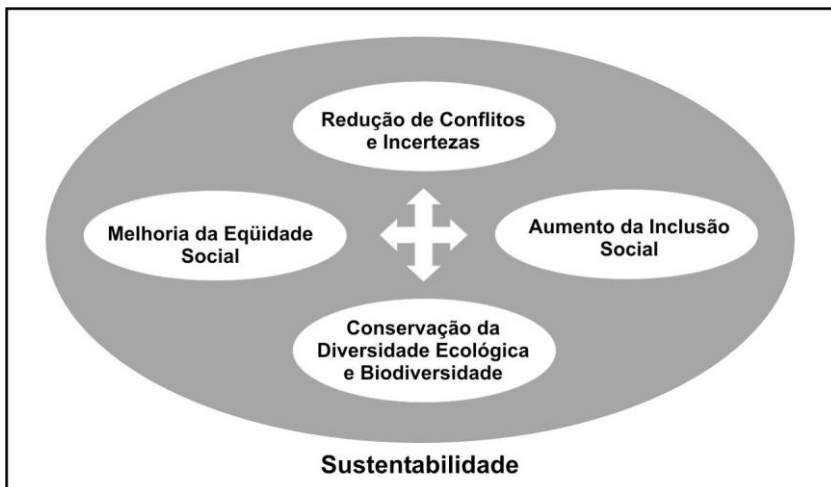 Redução de Conflitos
e Incertezas
Melhoria da Eqüidade
Social
Aumento da Inclusão
Social
Conservação da
Diversidade Ecológica
e Biodiversidade
Sustentabilidade